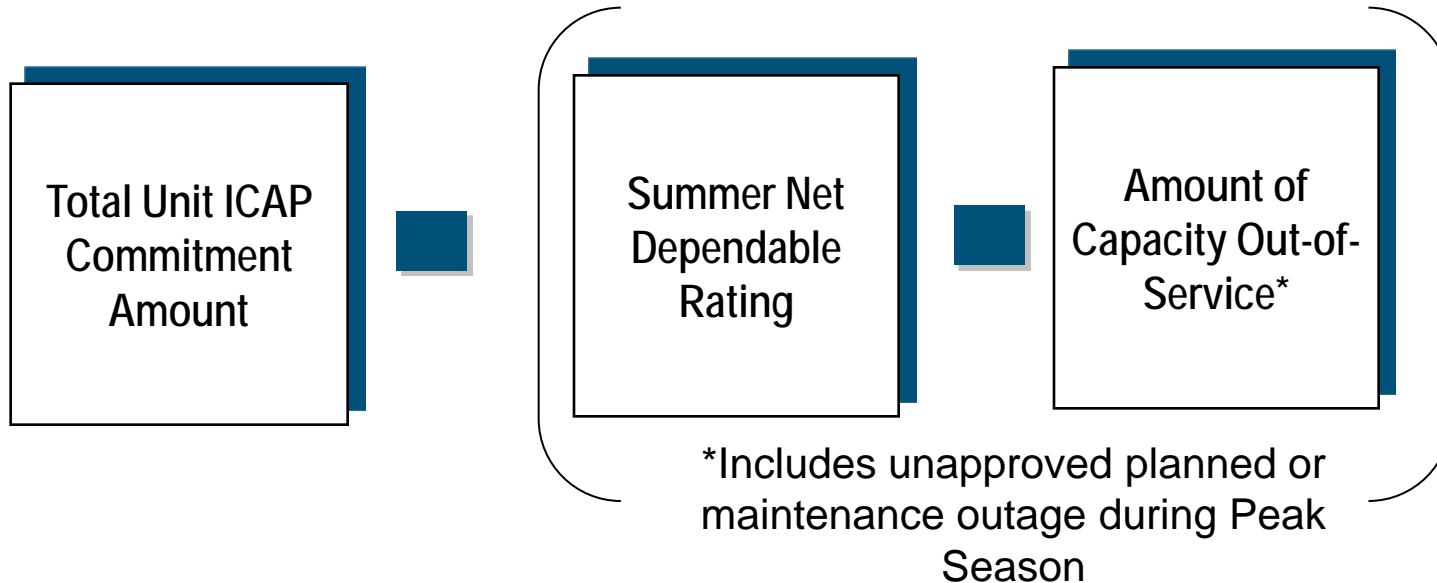 Total Unit ICAP
Commitment
Amount
Summer Net
Dependable
Rating
Amount of
Capacity Out-of-
Service*
*Includes unapproved planned or
maintenance outage during Peak
Season